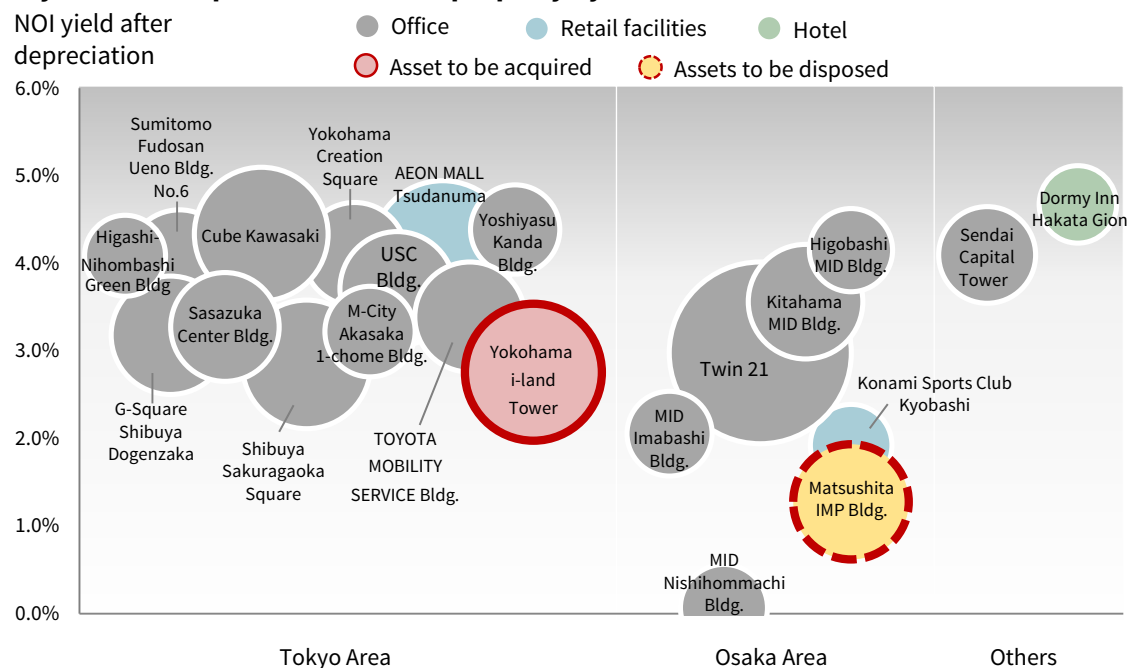 NOI yield after
depreciation
Office
Retail facilities
Hotel
Asset to be acquired
Assets to be disposed
6.0%
5.0%
4.0%
3.0%
2.0%
1.0%
0.0%
Sumitomo
Fudosan
Ueno Bldg.
No.6
Yokohama
Creation
Square
AEON MALL
Tsudanuma
Higashi-
Nihombashi
Green Bldg
Cube Kawasaki
USC
Bldg.
Yoshiyasu
Kanda
Bldg.
Sasazuka
Center Bldg.
M-City
Akasaka
1-chome Bldg.
Yokohama
i-land
Tower
G-Square
Shibuya
Dogenzaka
Shibuya
Sakuragaoka
Square
TOYOTA
MOBILITY
SERVICE Bldg.
Higobashi
MID Bldg.
Kitahama
MID Bldg.
Twin 21
Konami Sports Club
Kyobashi
MID
Imabashi
Bldg.
Matsushita
IMP Bldg.
MID
Nishihommachi
Bldg.
Sendai
Capital
Tower
Dormy Inn
Hakata Gion
Tokyo Area
Osaka Area
Others